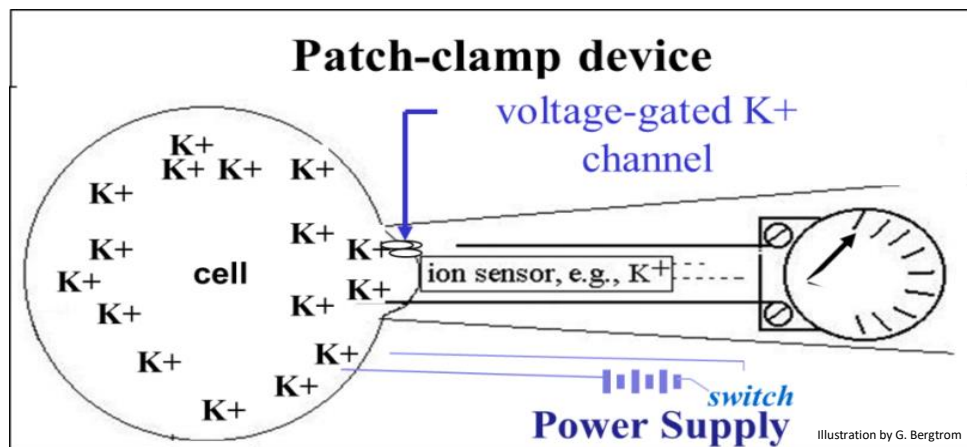 Patch-clamp device
voltage-gated K+
channel
K+
K+ K+ K+
K+
K+
K+ K+
cell
ion sensor, e.g., K+
K+ K+
K+ K+
K+
K+
K+
K+
switch
Power Supply
Illustration by G. Bergtrom